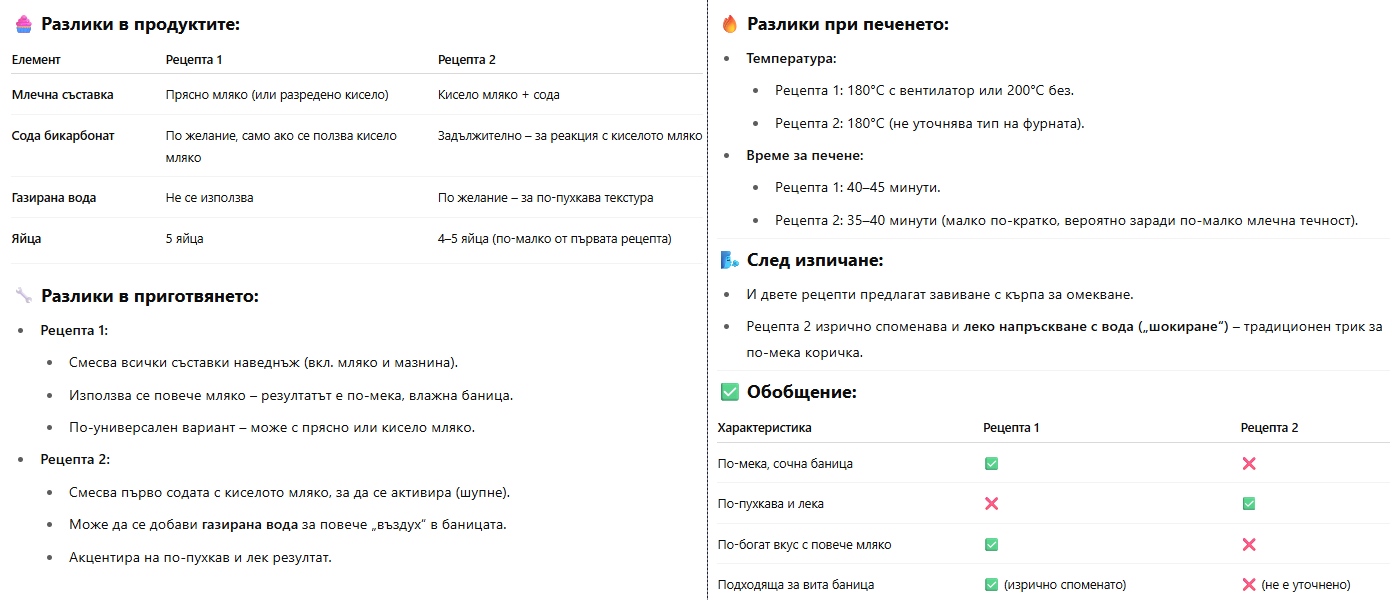 Разлики в продуктите:
Елемент Рецепта 1 Рецепта 2
Млечна съставка Прясно мляко (или разредено кисело) Кисело мляко + сода
Сода бикарбонат По желание, само ако се ползва кисело Задължително – за реакция с киселото мляко
мляко
Газирана вода Не се използва По желание – за по-пухкава текстура
Яйца 5 яйца 4–5 яйца (по-малко от първата рецепта)
Разлики в приготвянето:
Рецепта 1:
Смесва всички съставки наведнъж (вкл. мляко и мазнина).
Използва се повече мляко – резултатът е по-мека, влажна баница.
По-универсален вариант – може с прясно или кисело мляко.
Рецепта 2:
Смесва първо содата с киселото мляко, за да се активира (шупне).
Може да се добави газирана вода за повече „въздух“ в баницата.
Акцентира на по-пухкав и лек резултат.
Разлики при печенето:
Температура:
Рецепта 1: 180°C с вентилатор или 200°C без.
Рецепта 2: 180°C (не уточнява тип на фурната).
Време за печене:
Рецепта 1: 40–45 минути.
Рецепта 2: 35–40 минути (малко по-кратко, вероятно заради по-малко млечна течност).
След изпичане:
И двете рецепти предлагат завиване с кърпа за омекване.
Рецепта 2 изрично споменава и леко напръскване с вода („шокиране“) – традиционен трик за
по-мека коричка.
Обобщение:
Характеристика Рецепта 1 Рецепта 2
По-мека, сочна баница ✅ ❌
По-пухкава и лека ❌ ✅
По-богат вкус с повече мляко ✅ ❌
Подходяща за вита баница ✅ (изрично споменато) ❌ (не е уточнено)